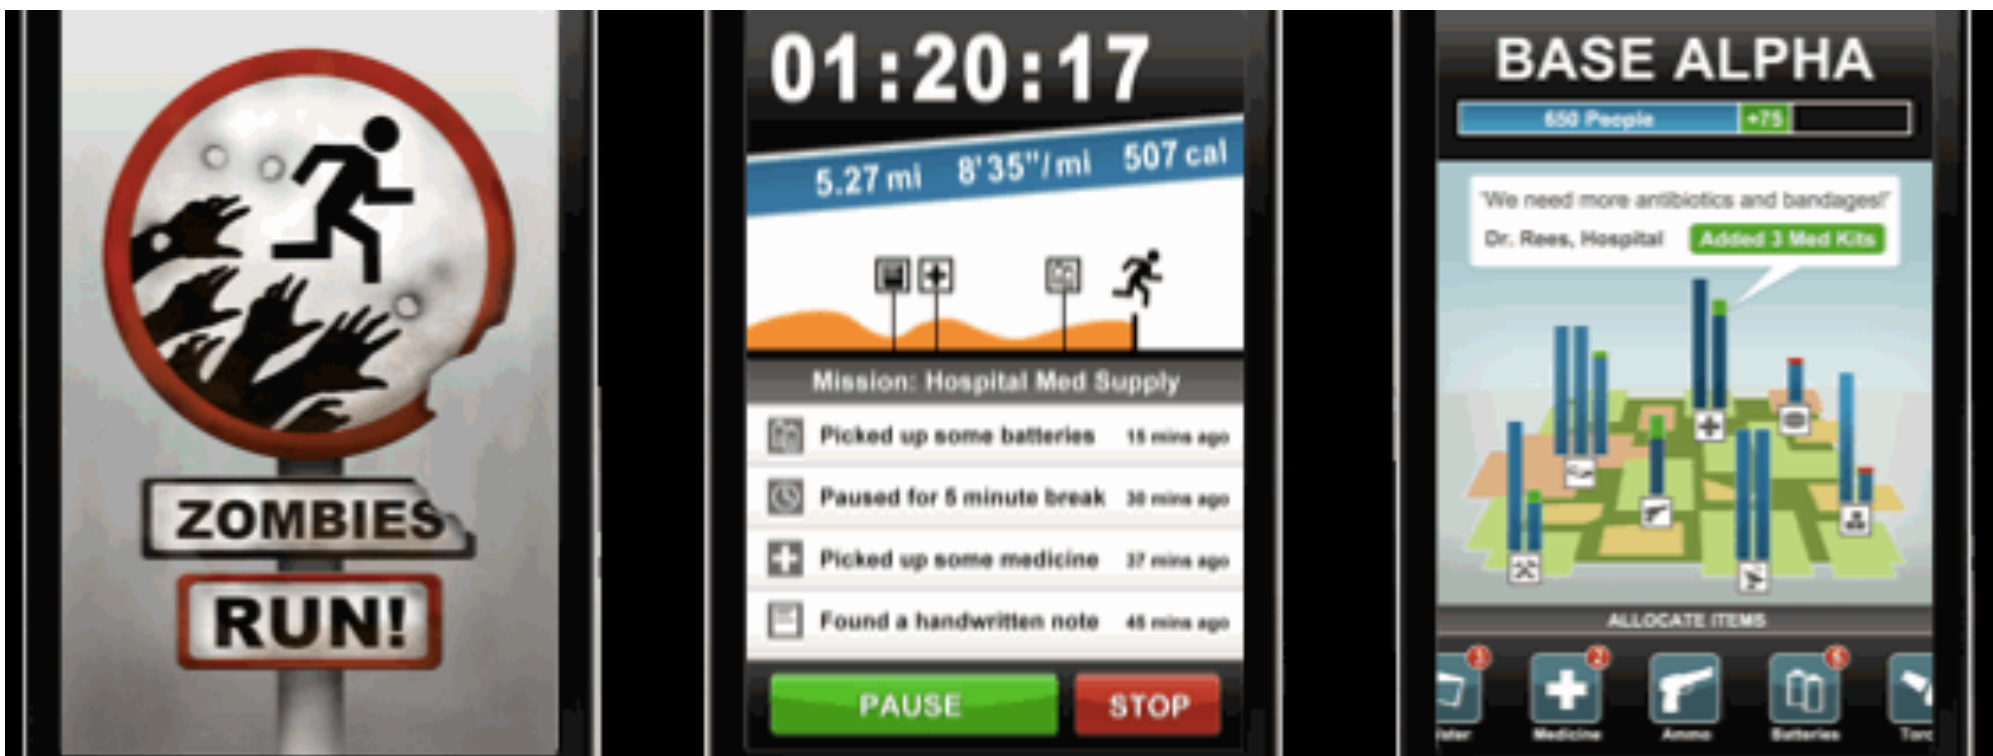 ZOMBIES
RUN!
01:20:17
5.27 mi 8'35"/mi 507 cal
Mission: Hospital Med Supply
Picked up some batteries 15 mins ago
Paused for 5 minute break 30 mins ago
Picked up some medicine 37 mins ago
Found a handwritten note 45 mins ago
PAUSE STOP
BASE ALPHA
650 People +75
"We need more antibiotics and bandages!"
Dr. Rees, Hospital Added 3 Med Kits
ALLOCATE ITEMS
2
Medicine Ammo Batteries